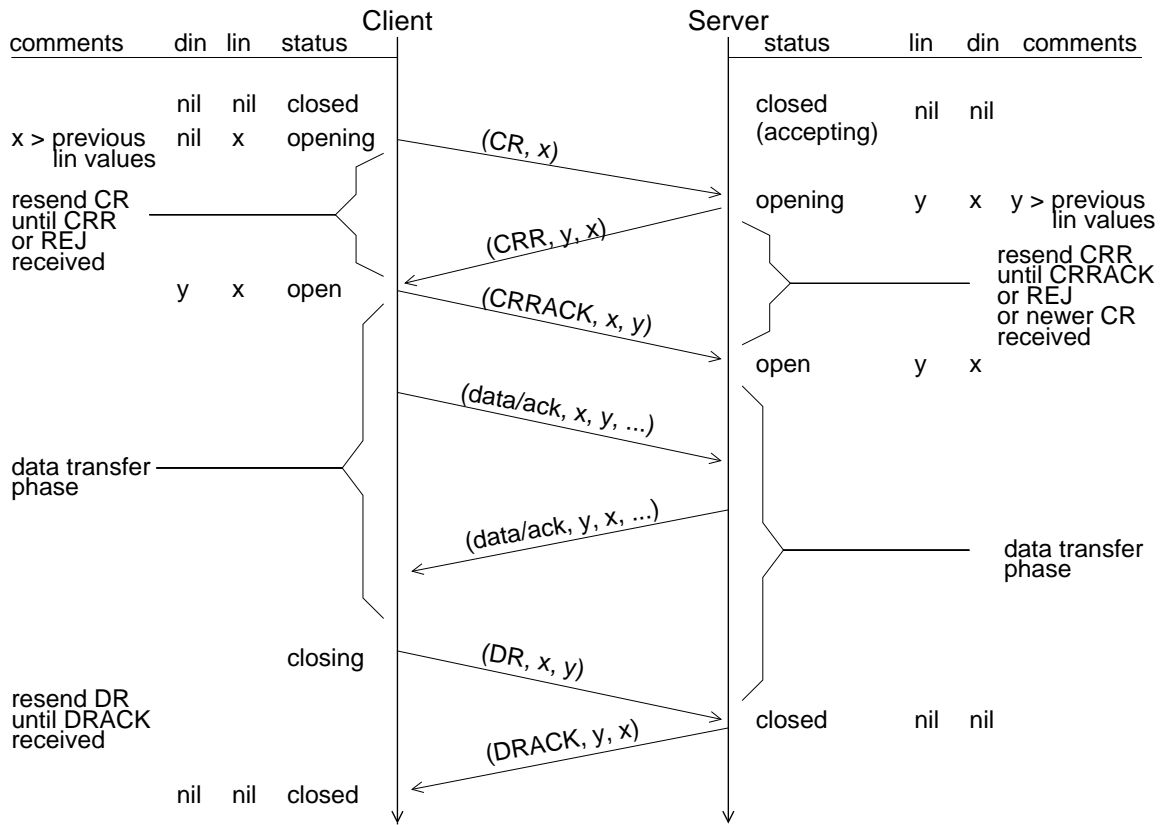 Client Server
comments din lin status status lin din comments
nil nil closed closed nil nil
(accepting)
x > previous nil x opening
lin values
(CR, x)
resend CR
until CRR
or REJ
received
opening y x y > previous
lin values
(CRR, y, x)
resend CRR
until CRRACK
or REJ
or newer CR
received
y x open
(CRRACK, x, y)
open y x
(data/ack, x, y, ...)
data transfer
phase
(data/ack, y, x, ...)
data transfer
phase
closing
(DR, x, y)
resend DR
until DRACK
received
closed nil nil
(DRACK, y, x)
nil nil closed